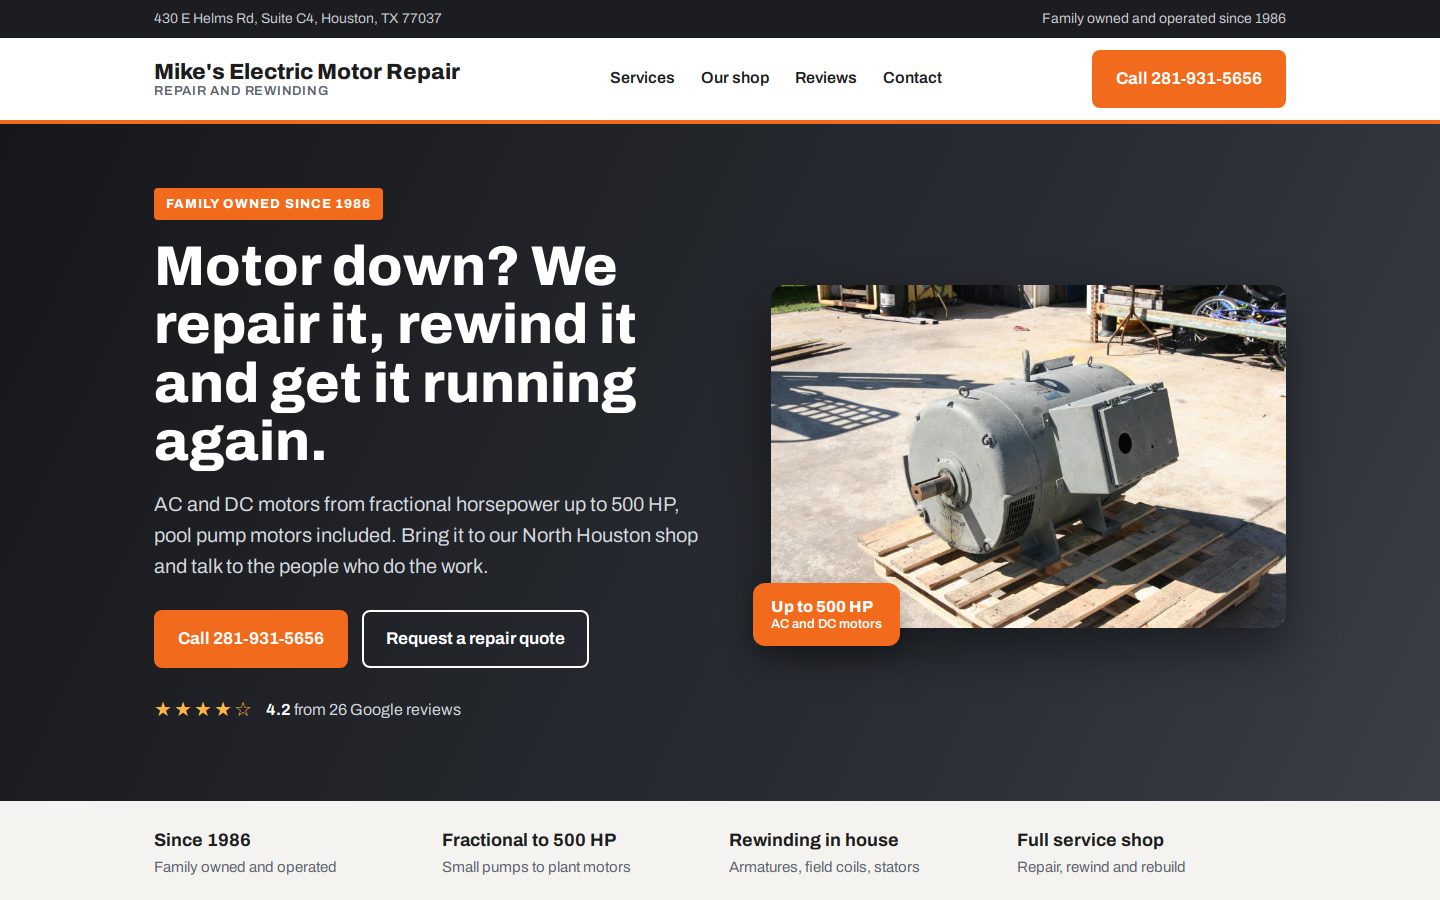 430 E Helms Rd, Suite C4, Houston, TX 77037
Family owned and operated since 1986
Mike's Electric Motor Repair
REPAIR AND REWINDING
Services
Our shop
Reviews
Contact
Call 281-931-5656
FAMILY OWNED SINCE 1986
Motor down? We
repair it, rewind it
and get it running
again.
AC and DC motors from fractional horsepower up to 500 HP,
pool pump motors included. Bring it to our North Houston shop
and talk to the people who do the work.
Call 281-931-5656
Request a repair quote
★★★★☆ 4.2 from 26 Google reviews
Up to 500 HP
AC and DC motors
Since 1986
Family owned and operated
Fractional to 500 HP
Small pumps to plant motors
Rewinding in house
Armatures, field coils, stators
Full service shop
Repair, rewind and rebuild